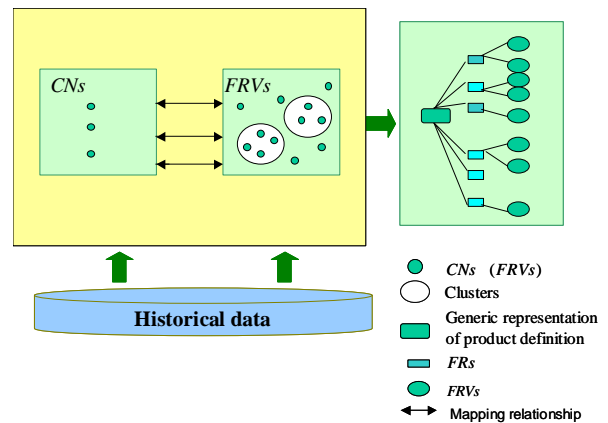 CNs
FRVs
Historical data
CNs (FRVs)
Clusters
Generic representation
of product definition
FRs
FRVs
Mapping relationship